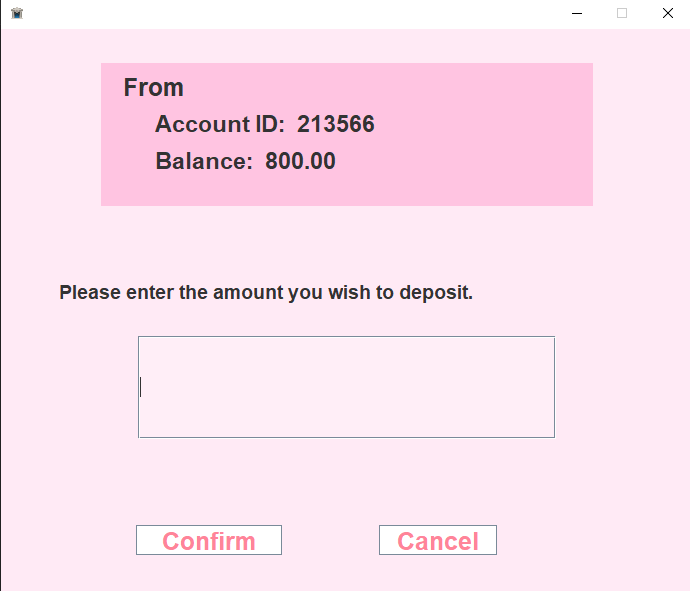 From
Account ID: 213566
Balance: 800.00
Please enter the amount you wish to deposit.
Confirm
Cancel